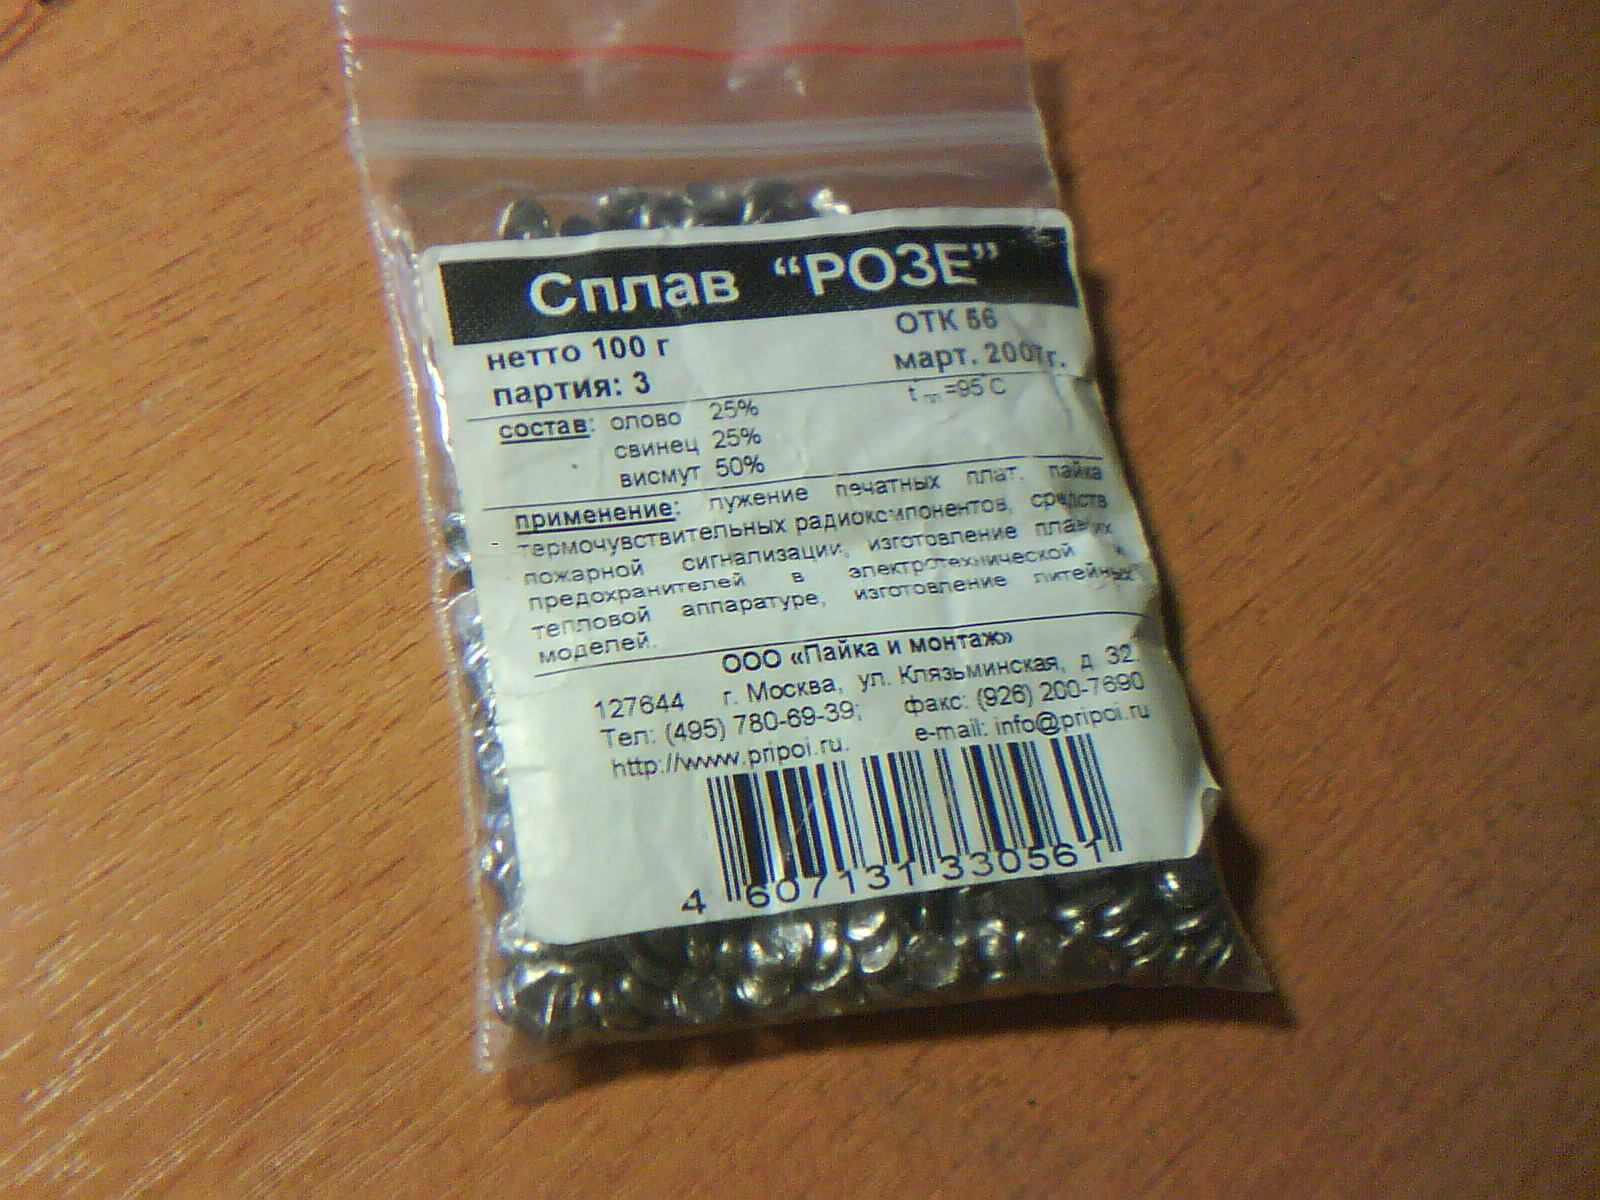 Сплав “РОЗЕ”
нетто 100 г
ОТК 56
партия: 3
март. 2007г.
состав: олово 25%
t пл =95°С
свинец 25%
висмут 50%
применение: лужение печатных плат, пайка
термочувствительных радиокомпонентов, средств
пожарной сигнализации, изготовление плавких
предохранителей в электротехнической и
тепловой аппаратуре, изготовление литейных
моделей.
ООО «Пайка и монтаж»
127644 г. Москва, ул. Клязьминская, д 32.
Тел: (495) 780-69-39; факс: (926) 200-7690
http://www.pripoi.ru. e-mail: info@pripoi.ru
4 607131 330561